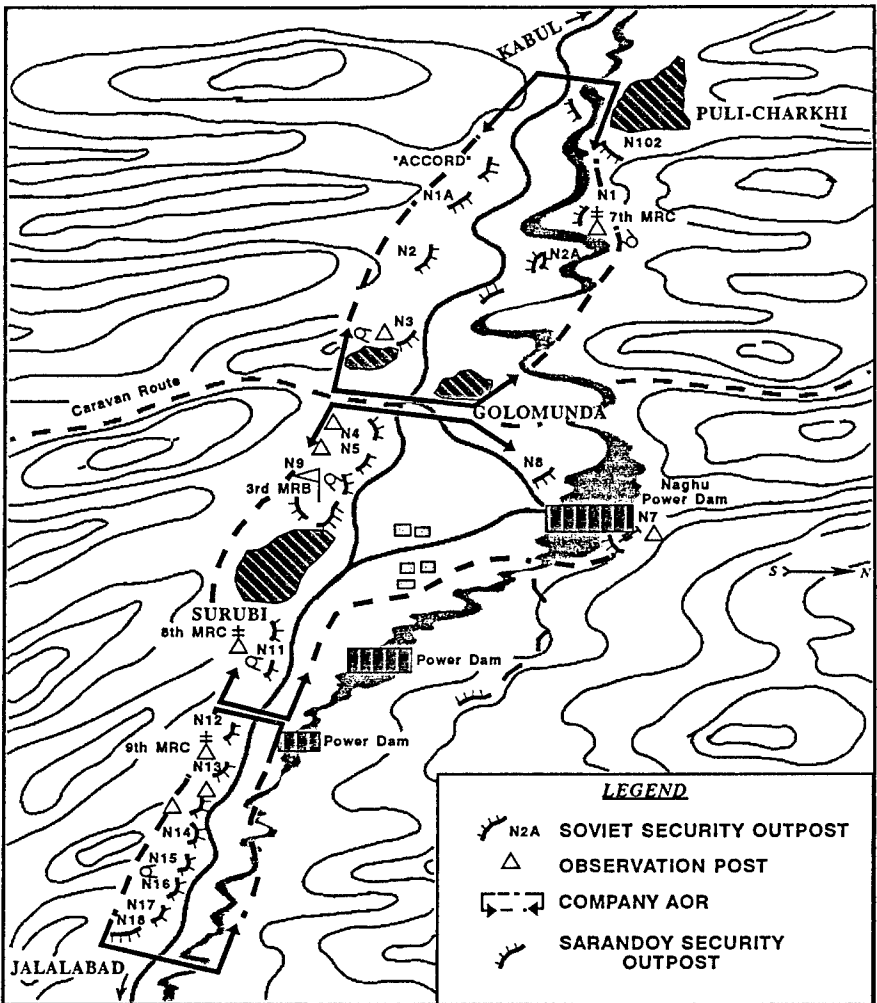 KABUL
PULI-CHARKHI
N102
"ACCORD"
N1A
N1
7th MRC
N2
N2A
N3
Caravan Route
GOLOMUNDA
N4
N5
N9
3rd MRB
N8
Naghu
Power Dam
N7
S N
SURUBI
8th MRC
N11
Power Dam
N12
9th MRC
Power Dam
N13
N14
N15
N16
N17
N18
JALALABAD
LEGEND
N2A SOVIET SECURITY OUTPOST
OBSERVATION POST
COMPANY AOR
SARANDOY SECURITY
OUTPOST